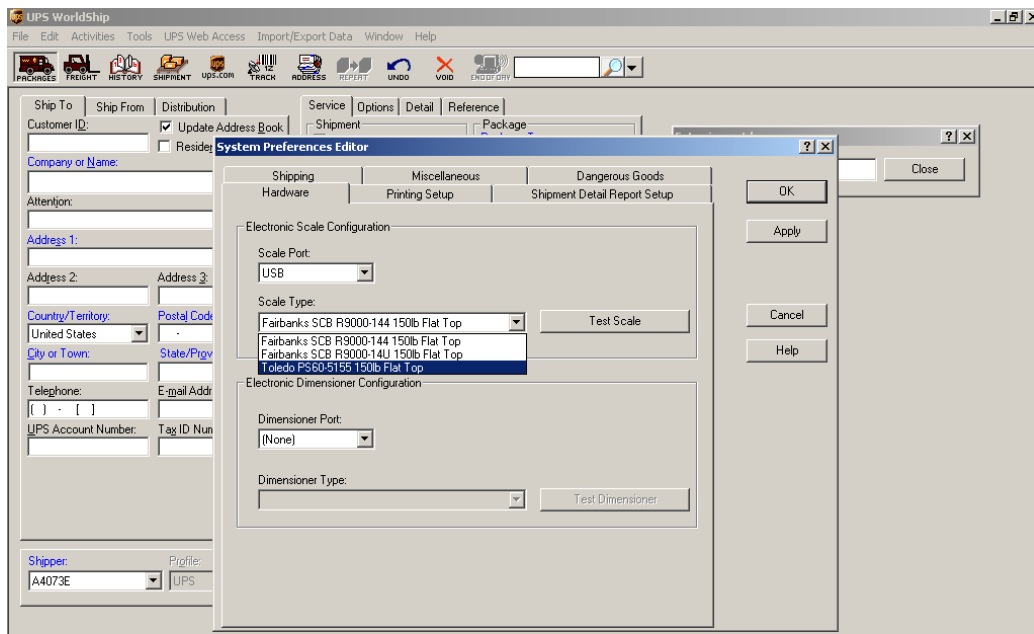 UPS WorldShip
File Edit Activities Tools UPS Web Access Import/Export Data Window Help
PACKAGES FREIGHT HISTORY SHIPMENT ups.com TRACK ADDRESS REPEAT UNDO VOID END OF DAY
Ship To Ship From Distribution Service Options Detail Reference
Customer ID:
Update Address Book
Shipment Package
System Preferences Editor
Company or Name:
Shipping Miscellaneous Dangerous Goods
Close
Hardware Printing Setup Shipment Detail Report Setup
OK
Attention:
Electronic Scale Configuration
Apply
Address 1:
Scale Port:
USB
Address 2: Address 3:
Scale Type:
Country/Territory: Postal Code
Fairbanks SCB R9000-144 150lb Flat Top
Test Scale
Cancel
United States -
Fairbanks SCB R9000-144 150lb Flat Top
Fairbanks SCB R9000-14U 150lb Flat Top
Toledo PS60-5155 150lb Flat Top
Help
City or Town: State/Prov
Electronic Dimensioner Configuration
Telephone: E-mail Addr
( ) - [ ]
Dimensioner Port:
(None)
UPS Account Number: Tax ID Num
Dimensioner Type:
Test Dimensioner
Shipper: Profile:
A4073E UPS